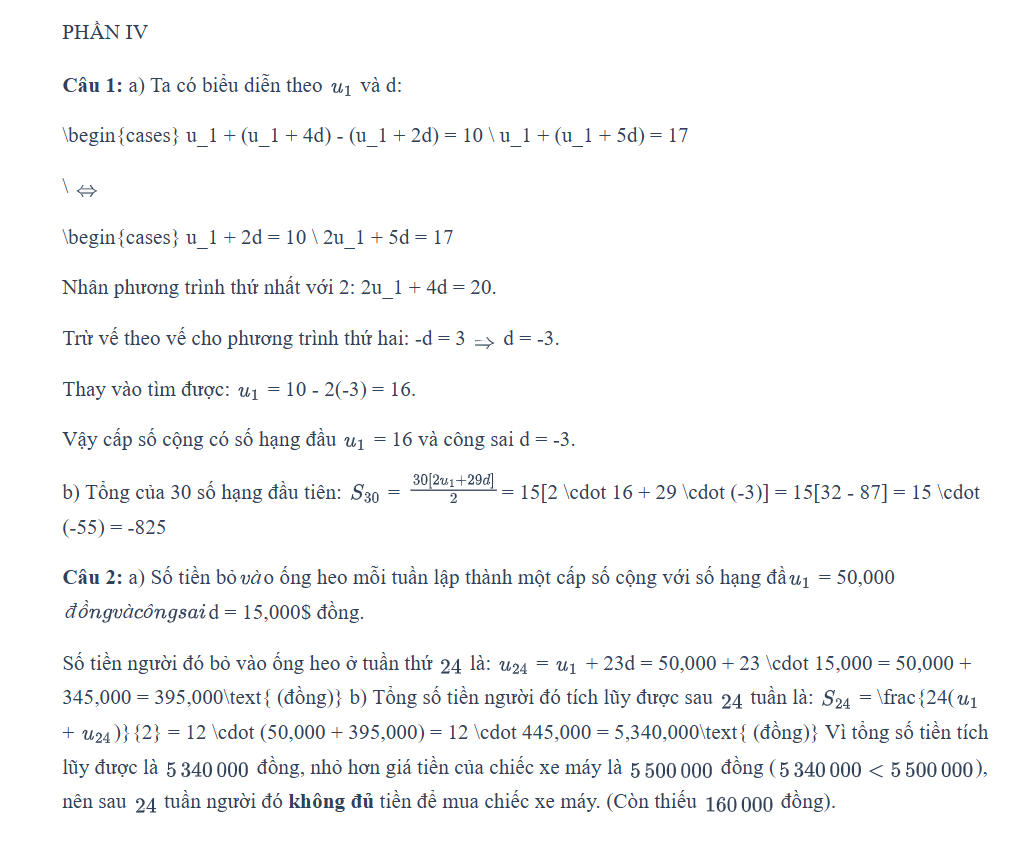 PHẦN IV
Câu 1: a) Ta có biểu diễn theo u₁ và d:
\begin{cases} u_1 + (u_1 + 4d) - (u_1 + 2d) = 10 \ u_1 + (u_1 + 5d) = 17
\ ⇔
\begin{cases} u_1 + 2d = 10 \ 2u_1 + 5d = 17
Nhân phương trình thứ nhất với 2: 2u_1 + 4d = 20.
Trừ vế theo vế cho phương trình thứ hai: -d = 3 ⇒ d = -3.
Thay vào tìm được: u₁ = 10 - 2(-3) = 16.
Vậy cấp số cộng có số hạng đầu u₁ = 16 và công sai d = -3.
b) Tổng của 30 số hạng đầu tiên: S₃₀ = 30[2u₁+29d]/2 = 15[2 \cdot 16 + 29 \cdot (-3)] = 15[32 - 87] = 15 \cdot
(-55) = -825
Câu 2: a) Số tiền bỏ vào ống heo mỗi tuần lập thành một cấp số cộng với số hạng đầu₁ = 50,000
đồngvàcôngsaid = 15,000$ đồng.
Số tiền người đó bỏ vào ống heo ở tuần thứ 24 là: u₂₄ = u₁ + 23d = 50,000 + 23 \cdot 15,000 = 50,000 +
345,000 = 395,000\text{ (đồng)} b) Tổng số tiền người đó tích lũy được sau 24 tuần là: S₂₄ = \frac{24(u₁
+ u₂₄)}{2} = 12 \cdot (50,000 + 395,000) = 12 \cdot 445,000 = 5,340,000\text{ (đồng)} Vì tổng số tiền tích
lũy được là 5 340 000 đồng, nhỏ hơn giá tiền của chiếc xe máy là 5 500 000 đồng (5 340 000 < 5 500 000),
nên sau 24 tuần người đó không đủ tiền để mua chiếc xe máy. (Còn thiếu 160 000 đồng).